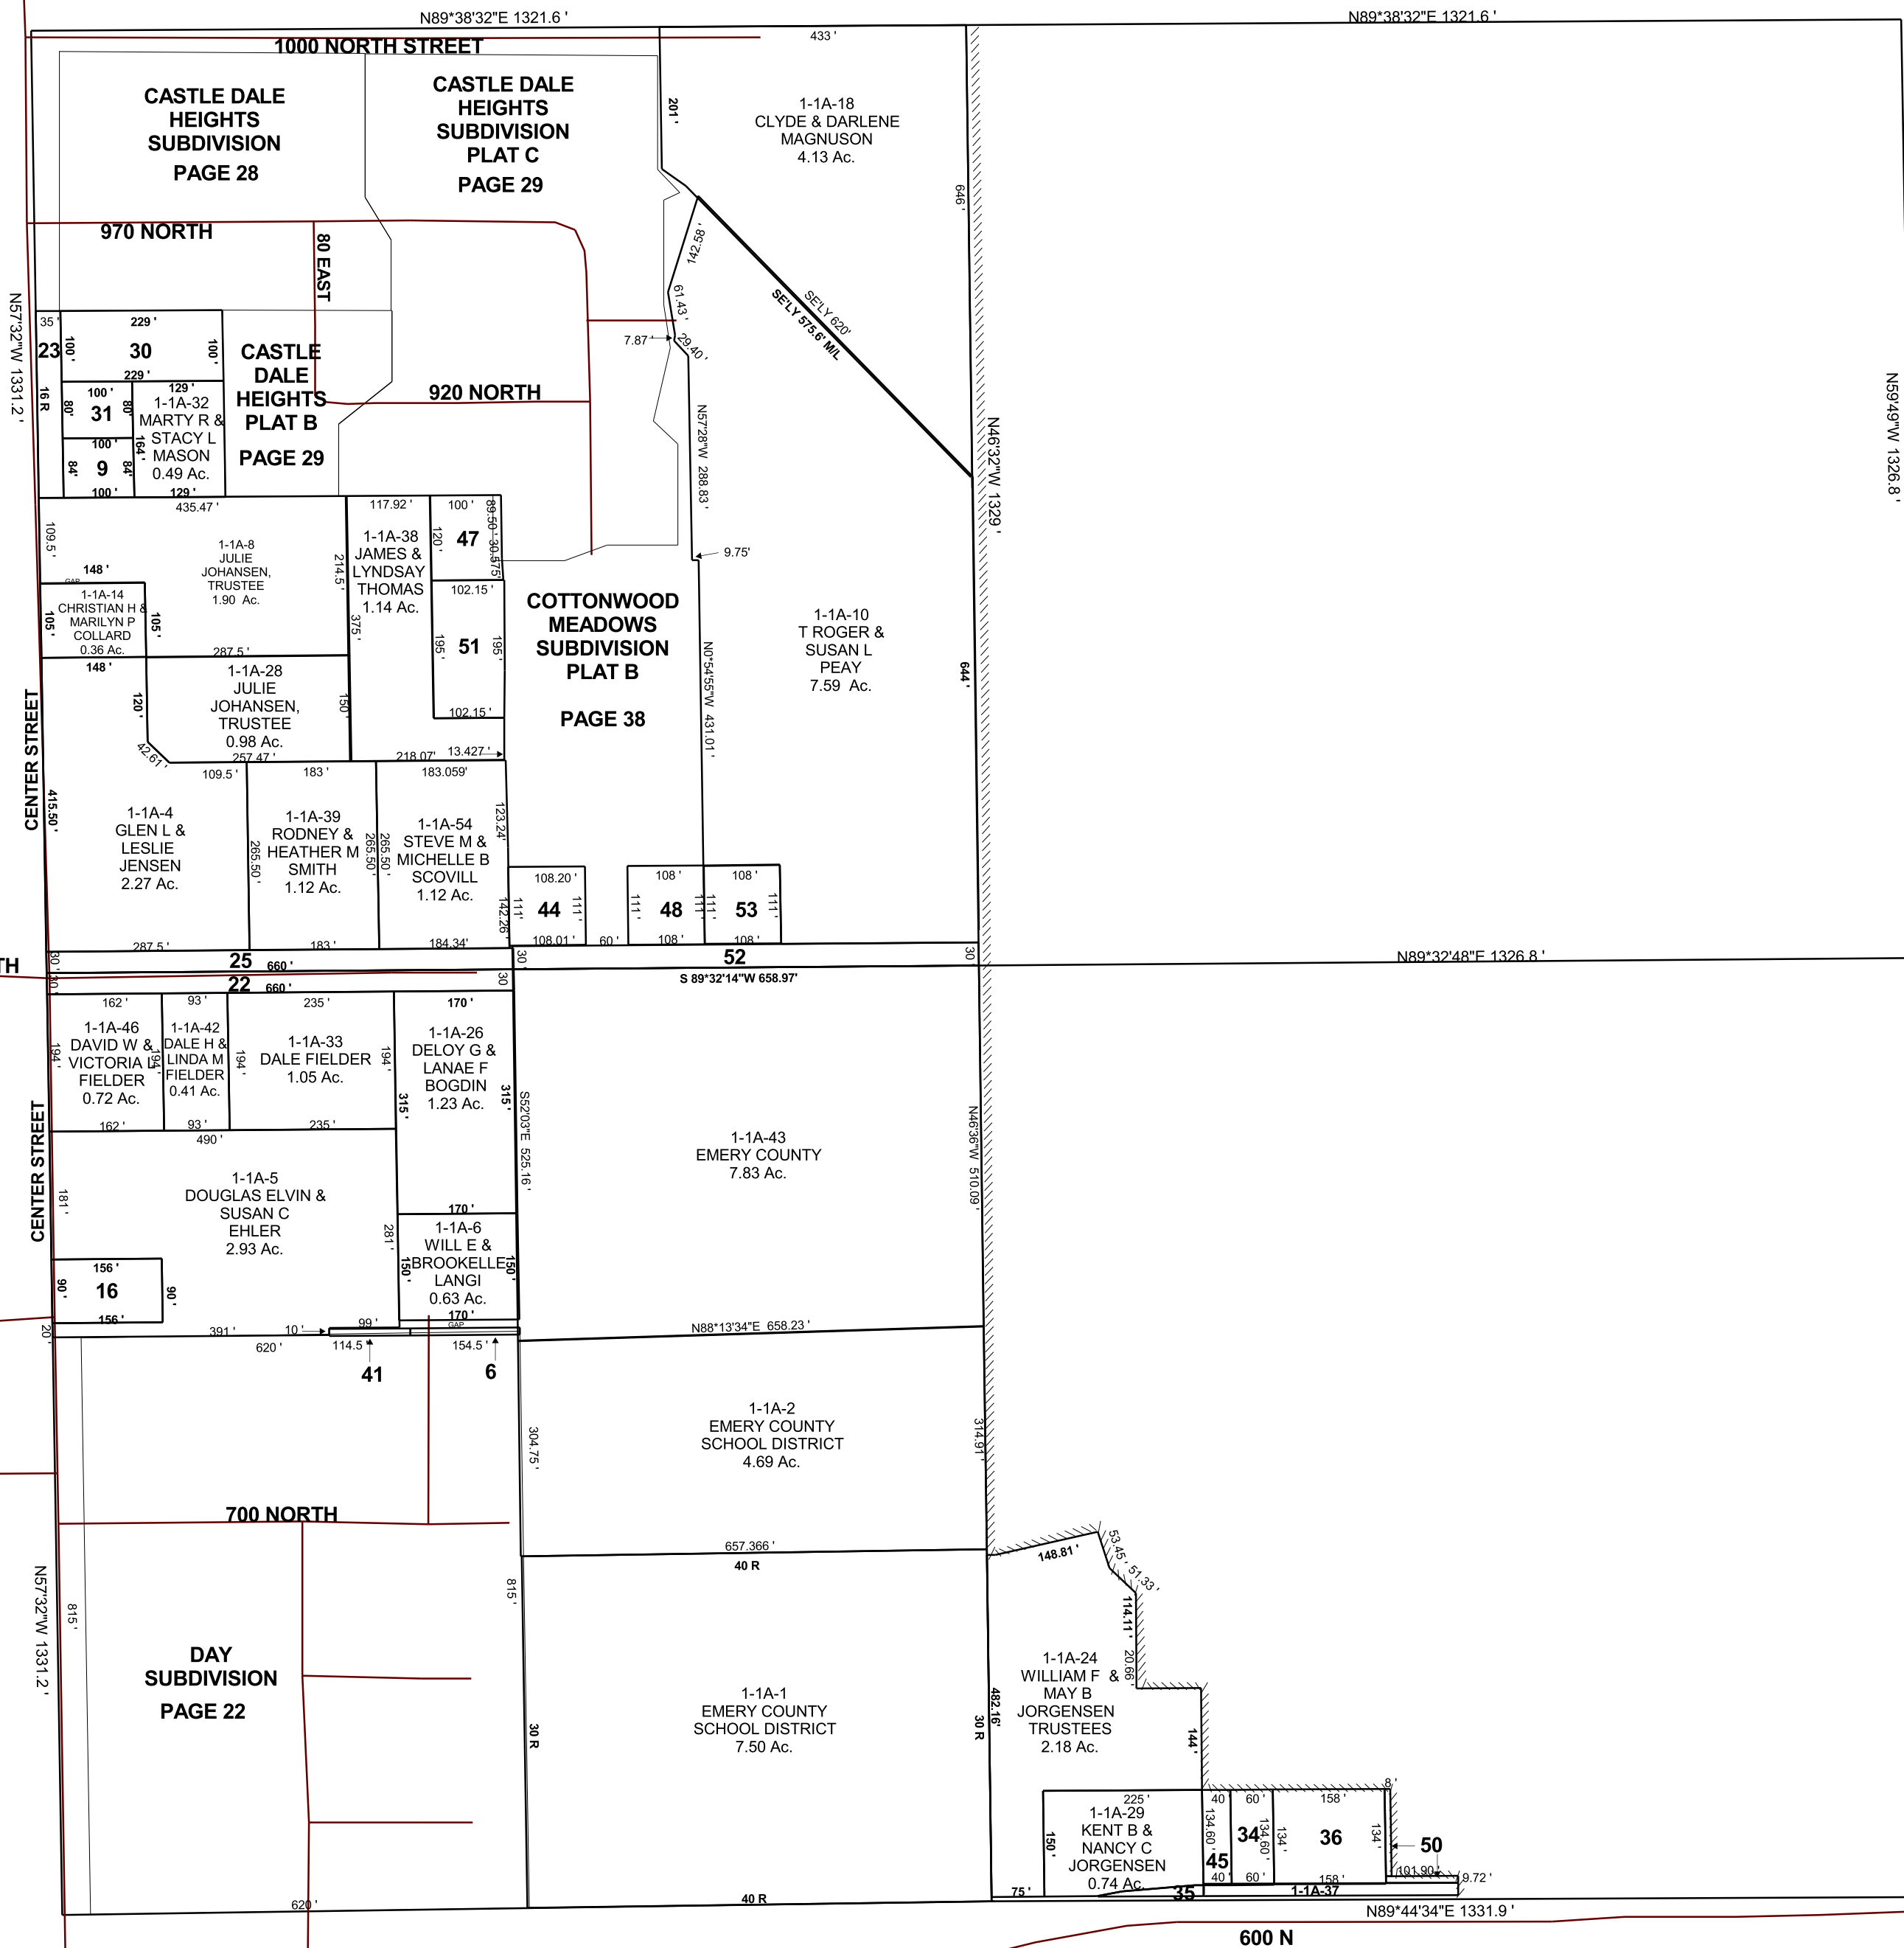 N89*38'32"E 1321.6 '
N89*38'32"E 1321.6 '
1000 NORTH STREET
433 '
CASTLE DALE
HEIGHTS
SUBDIVISION
PAGE 28
CASTLE DALE
HEIGHTS
SUBDIVISION
PLAT C
PAGE 29
201 '
1-1A-18
CLYDE & DARLENE
MAGNUSON
4.13 Ac.
646 '
970 NORTH
80 EAST
142.58 '
61.43 '
7.87 '
29.40 '
SE'LY 620'
SE'LY 575.6' M/L
N57'32"W 1331.2 '
35 '
229 '
23
100 '
30
100 '
229 '
16 R
100 '
80'
31
80'
100 '
84'
9
84'
100 '
129 '
1-1A-32
MARTY R &
STACY L
MASON
0.49 Ac.
164 '
129 '
CASTLE
DALE
HEIGHTS
PLAT B
PAGE 29
920 NORTH
N57'28"W 288.83 '
N46'32"W 1329 '
N59'49"W 1326.8 '
435.47 '
109.5 '
1-1A-8
JULIE
JOHANSEN,
TRUSTEE
1.90 Ac.
214.5 '
148 '
GAP
1-1A-14
CHRISTIAN H &
MARILYN P
COLLARD
0.36 Ac.
105 '
105 '
148 '
287.5 '
117.92 '
1-1A-38
JAMES &
LYNDSAY
THOMAS
1.14 Ac.
375 '
100 '
120 '
47
89.50 '
30.575'
102.15 '
195 '
51
195 '
102.15 '
9.75'
COTTONWOOD
MEADOWS
SUBDIVISION
PLAT B
PAGE 38
N0*54'55"W 431.01 '
1-1A-10
T ROGER &
SUSAN L
PEAY
7.59 Ac.
644 '
1-1A-28
JULIE
JOHANSEN,
TRUSTEE
0.98 Ac.
120 '
150 '
42.61 '
257.47 '
218.07'
13.427 '
CENTER STREET
415.50 '
109.5 '
183 '
183.059'
1-1A-4
GLEN L &
LESLIE
JENSEN
2.27 Ac.
265.50 '
1-1A-39
RODNEY &
HEATHER M
SMITH
1.12 Ac.
265.50 '
265.50 '
1-1A-54
STEVE M &
MICHELLE B
SCOVILL
1.12 Ac.
123.24'
142.26 '
108.20 '
111'
44
111 '
108.01 '
60 '
108 '
111 '
48
111 '
108 '
108 '
111 '
53
111 '
108 '
287.5 '
183 '
184.34'
TH
30 '
25
660 '
30 '
52
30 '
N89*32'48"E 1326.8 '
30 '
22
660 '
30
S 89*32'14"W 658.97'
162 '
93 '
235 '
170 '
1-1A-46
DAVID W &
VICTORIA L
FIELDER
0.72 Ac.
194 '
194 '
1-1A-42
DALE H &
LINDA M
FIELDER
0.41 Ac.
194 '
1-1A-33
DALE FIELDER
1.05 Ac.
194 '
1-1A-26
DELOY G &
LANAE F
BOGDIN
1.23 Ac.
315 '
315 '
162 '
93 '
235 '
490 '
S52'03"E 525.16 '
1-1A-43
EMERY COUNTY
7.83 Ac.
N46'36"W 510.09'
CENTER STREET
181 '
1-1A-5
DOUGLAS ELVIN &
SUSAN C
EHLER
2.93 Ac.
281 '
170 '
1-1A-6
WILL E &
BROOKELLE
LANGI
0.63 Ac.
150 '
150 '
170 '
156 '
90 '
16
90 '
156 '
20 '
391 '
10 '
99 '
GAP
620 '
114.5 '
154.5 '
41
6
N88*13'34"E 658.23 '
304.75 '
1-1A-2
EMERY COUNTY
SCHOOL DISTRICT
4.69 Ac.
314.91 '
700 NORTH
657.366 '
40 R
148.81 '
53.45 '
51.33 '
114.11 '
20.66 '
N57'32"W 1331.2 '
815 '
815 '
DAY
SUBDIVISION
PAGE 22
30 R
1-1A-1
EMERY COUNTY
SCHOOL DISTRICT
7.50 Ac.
30 R
482.16'
1-1A-24
WILLIAM F &
MAY B
JORGENSEN
TRUSTEES
2.18 Ac.
144 '
225 '
1-1A-29
KENT B &
NANCY C
JORGENSEN
0.74 Ac.
150 '
75 '
40 '
60 '
158 '
8 '
134.60 '
45
40 '
34
134.60 '
60 '
134 '
36
134 '
158 '
50
101.90 '
9.72 '
35
1-1A-37
620 '
40 R
N89*44'34"E 1331.9 '
600 N